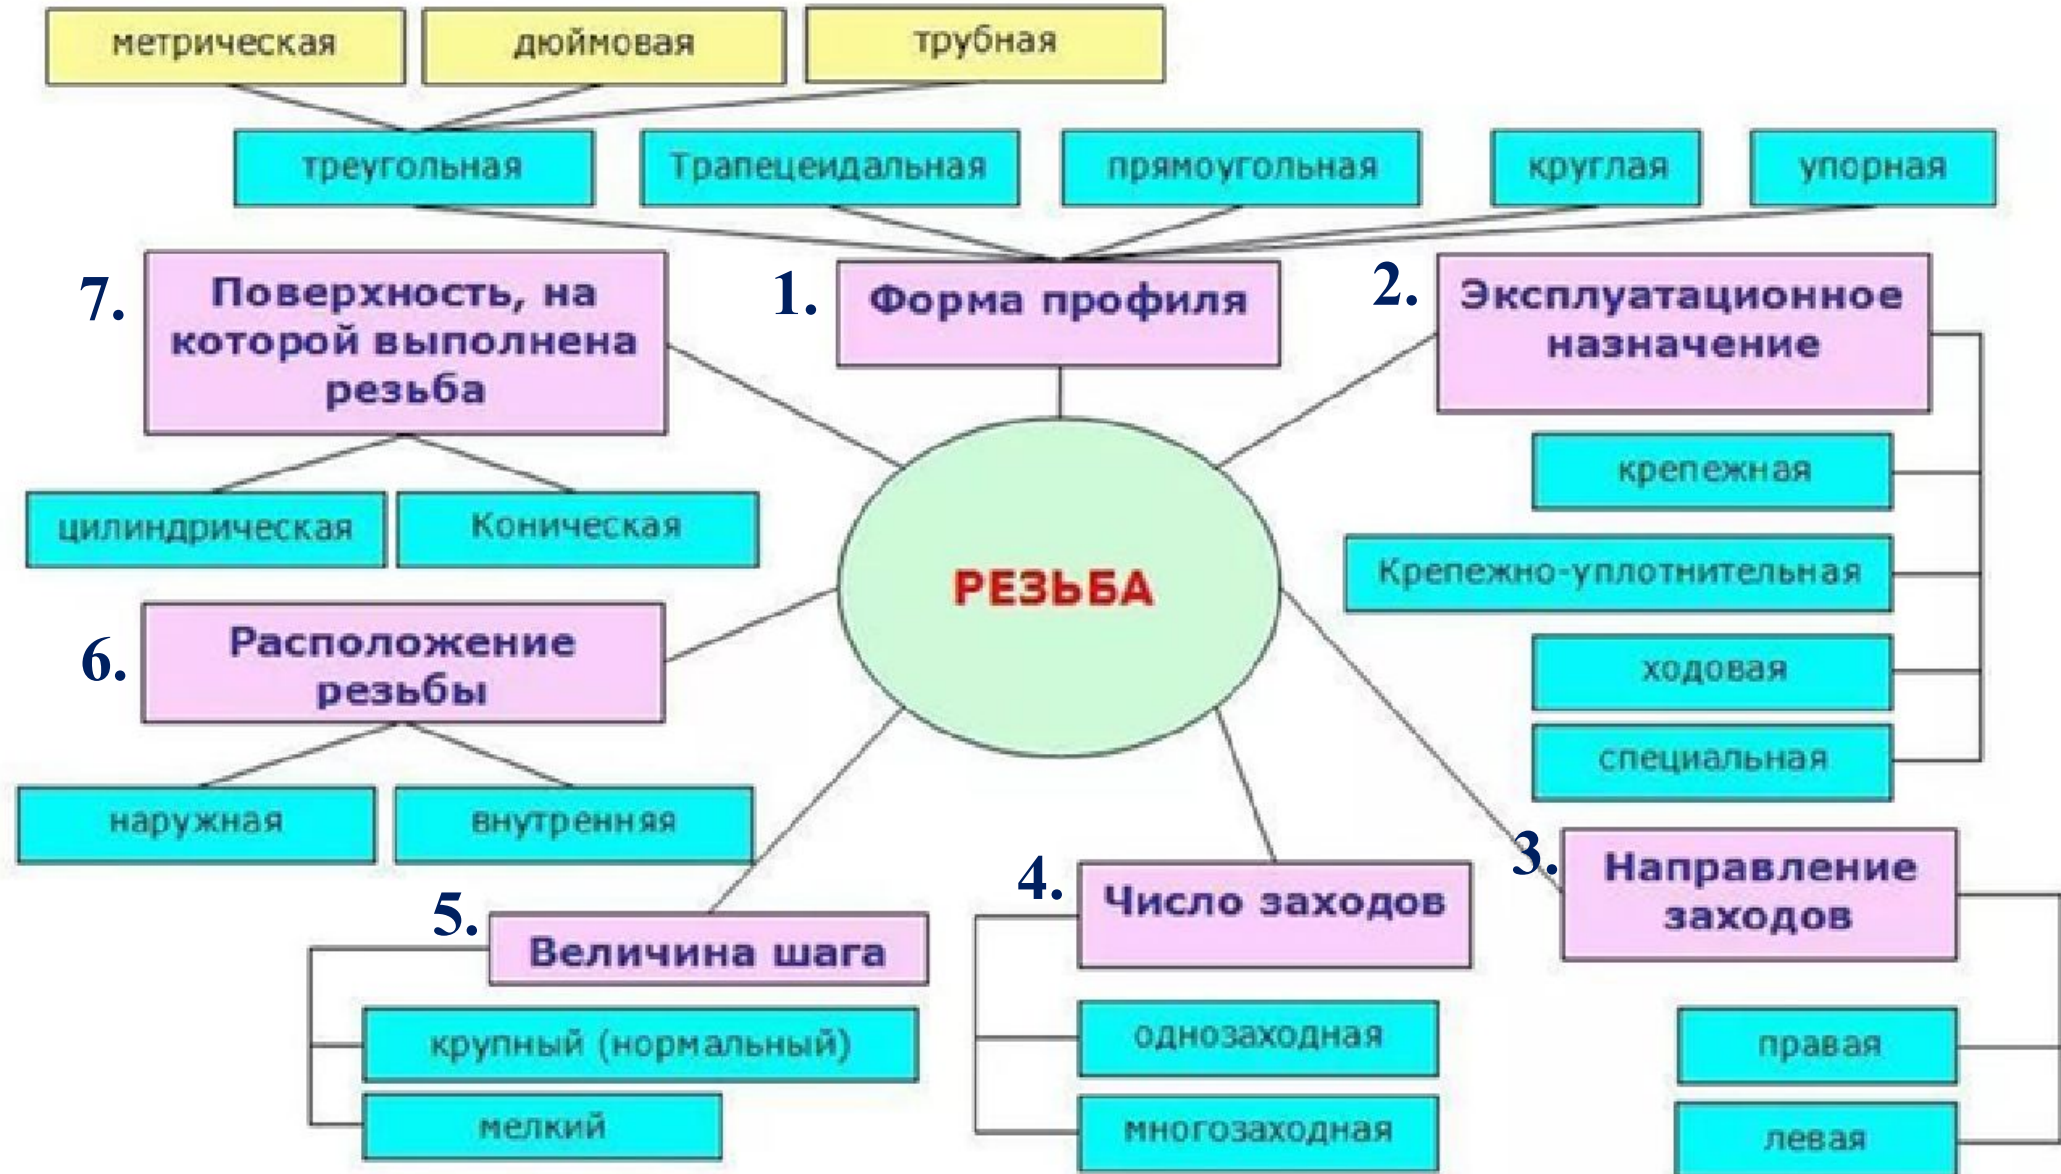 метрическая
дюймовая
трубная
треугольная
Трапецеидальная
прямоугольная
круглая
упорная
7.
Поверхность, на
которой выполнена
резьба
1.
Форма профиля
2.
Эксплуатационное
назначение
цилиндрическая
Коническая
крепежная
Крепежно-уплотнительная
ходовая
специальная
РЕЗЬБА
6.
Расположение
резьбы
наружная
внутренняя
5.
Величина шага
крупный (нормальный)
мелкий
4.
Число заходов
однозаходная
многозаходная
3.
Направление
заходов
правая
левая